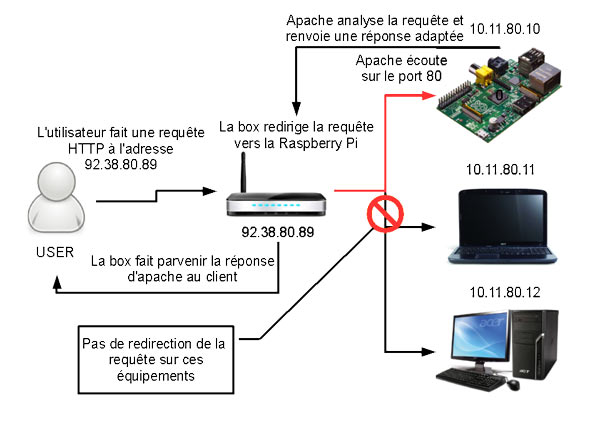 Apache analyse la requête et
renvoie une réponse adaptée
10.11.80.10
Apache écoute
sur le port 80
L'utilisateur fait une requête
HTTP à l'adresse
92.38.80.89
La box redirige la requête
vers la Raspberry Pi
10.11.80.11
92.38.80.89
USER
La box fait parvenir la réponse
d'apache au client
10.11.80.12
Pas de redirection de la
requête sur ces
équipements
acer